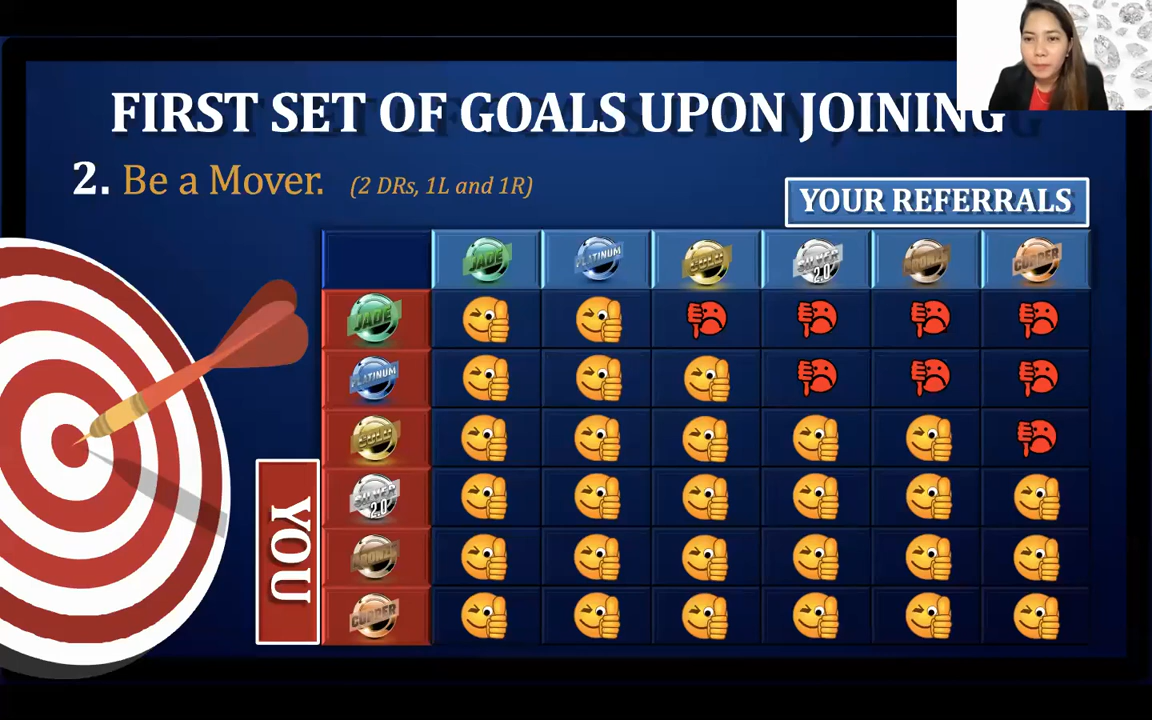 FIRST SET OF GOALS UPON JOINING
2. Be a Mover. (2 DRs, 1L and 1R)
YOUR REFERRALS
JADE PLATINUM GOLD SILVER 2.0 BRONZE COPPER
JADE
PLATINUM
GOLD
SILVER 2.0
BRONZE
COPPER
YOU